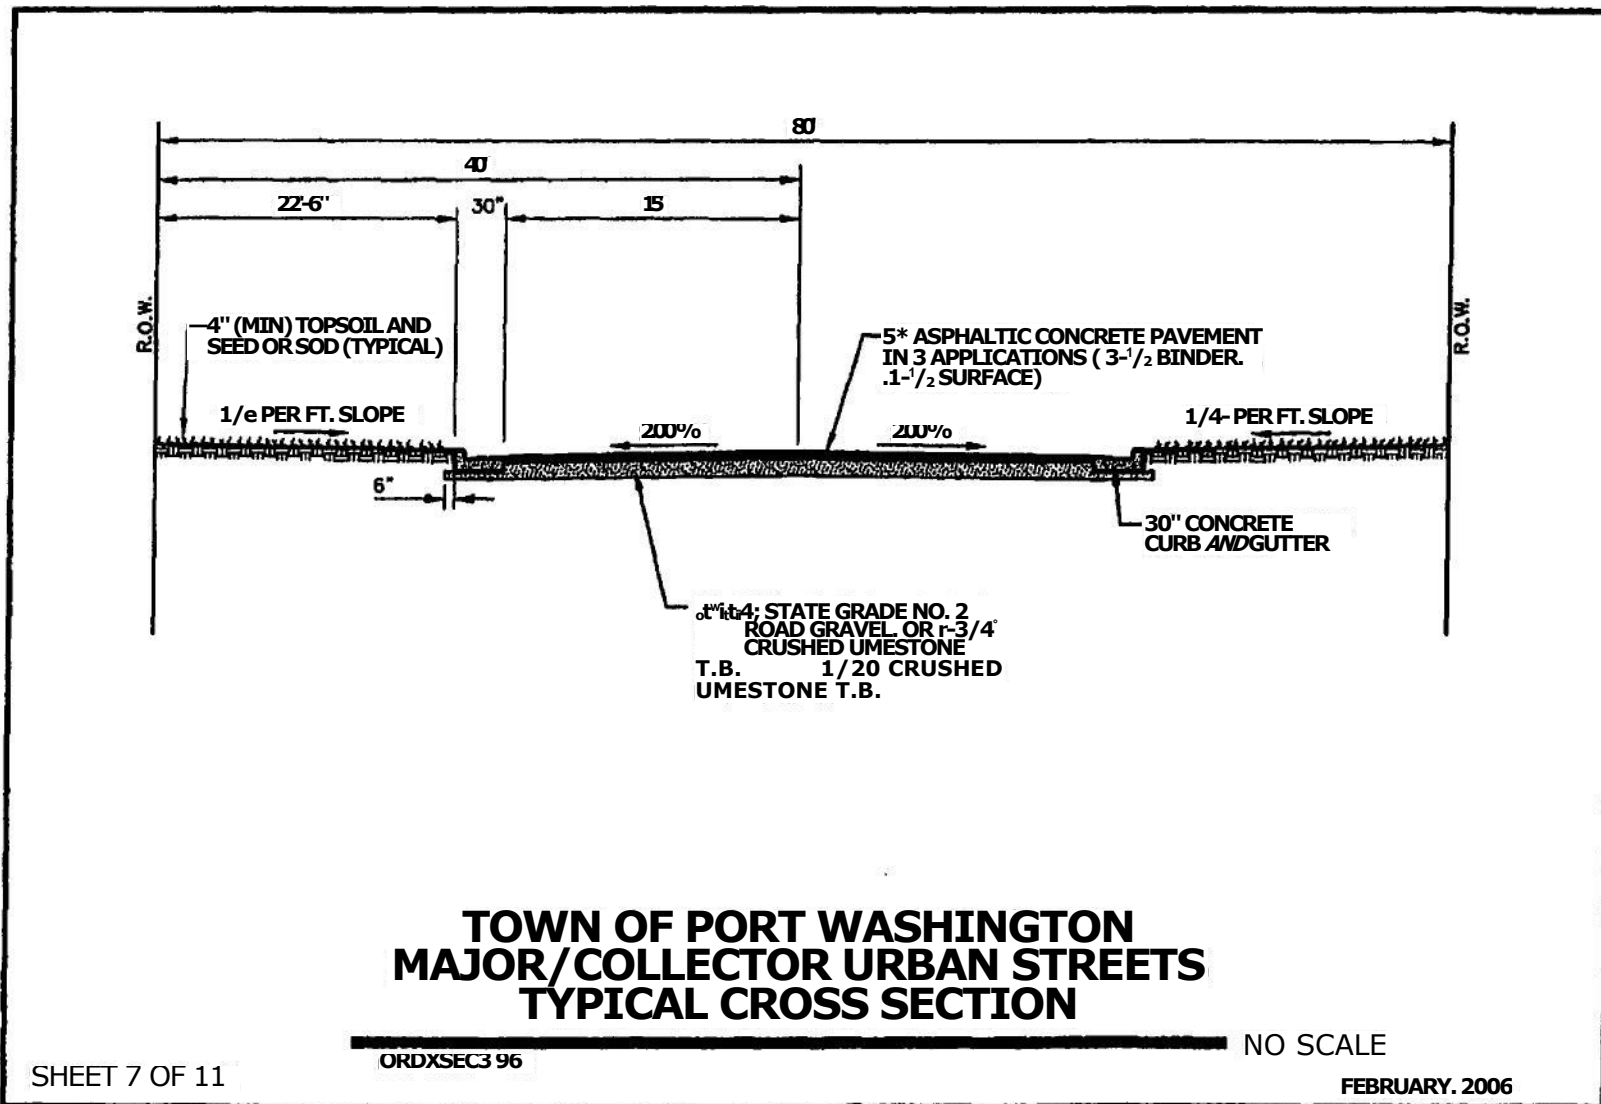 80'
40'
22'-6"
30"
15
R.O.W.
R.O.W.
4" (MIN) TOPSOIL AND
SEED OR SOD (TYPICAL)
5* ASPHALTIC CONCRETE PAVEMENT
IN 3 APPLICATIONS ( 3-1/2 BINDER.
.1-1/2 SURFACE)
1/e PER FT. SLOPE
200%
200%
1/4- PER FT. SLOPE
6"
30" CONCRETE
CURB AND GUTTER
STATE GRADE NO. 2
ROAD GRAVEL. OR r-3/4°
CRUSHED UMESTONE
T.B. 1/20 CRUSHED
UMESTONE T.B.
TOWN OF PORT WASHINGTON
MAJOR/COLLECTOR URBAN STREETS
TYPICAL CROSS SECTION
NO SCALE
ORDXSEC3 96
SHEET 7 OF 11
FEBRUARY. 2006